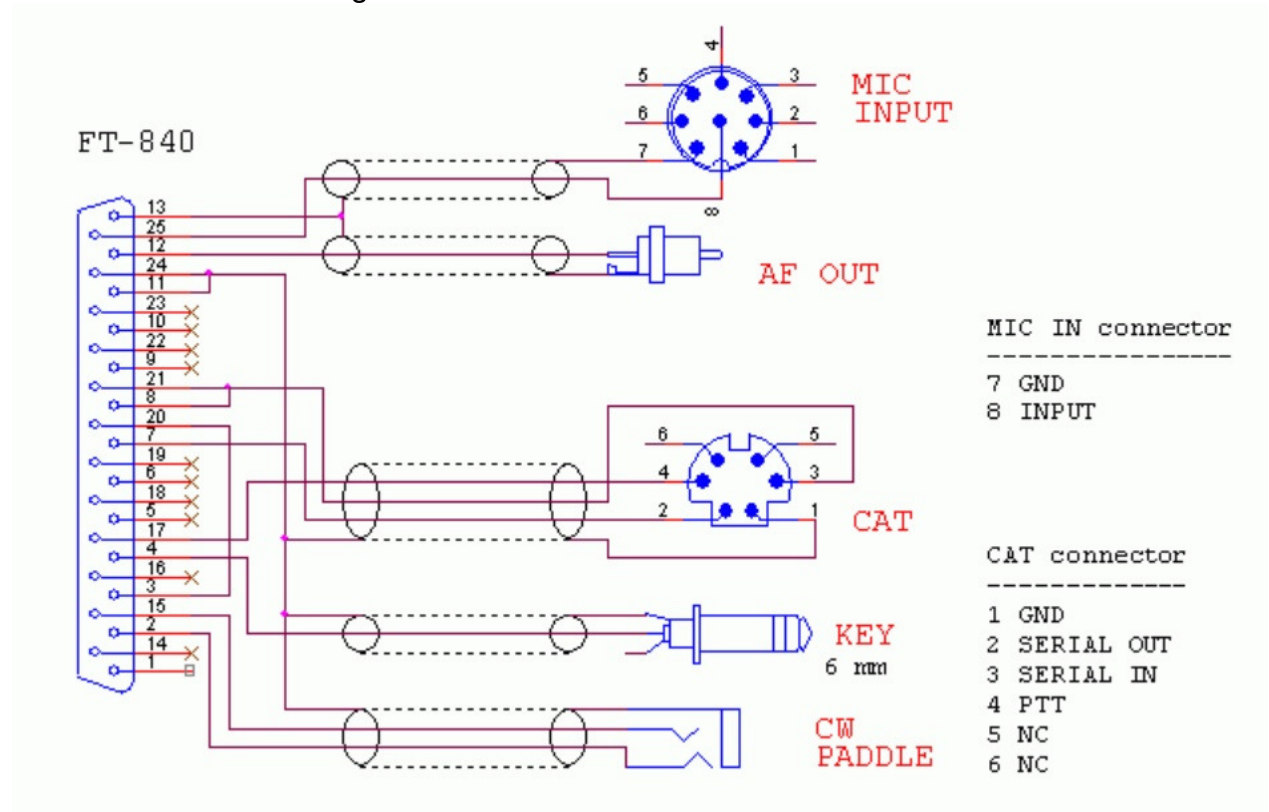 g
4
5
3
MIC
INPUT
6
2
FT-840
7
1
8
13
25
12
24
11
23
10
22
9
21
8
20
7
19
6
18
5
17
4
16
3
15
2
14
1
AF OUT
MIC IN connector
----------------
7 GND
8 INPUT
6
5
4
3
2
1
CAT
CAT connector
-------------
1 GND
2 SERIAL OUT
3 SERIAL IN
4 PTT
5 NC
6 NC
KEY
6 mm
CW
PADDLE